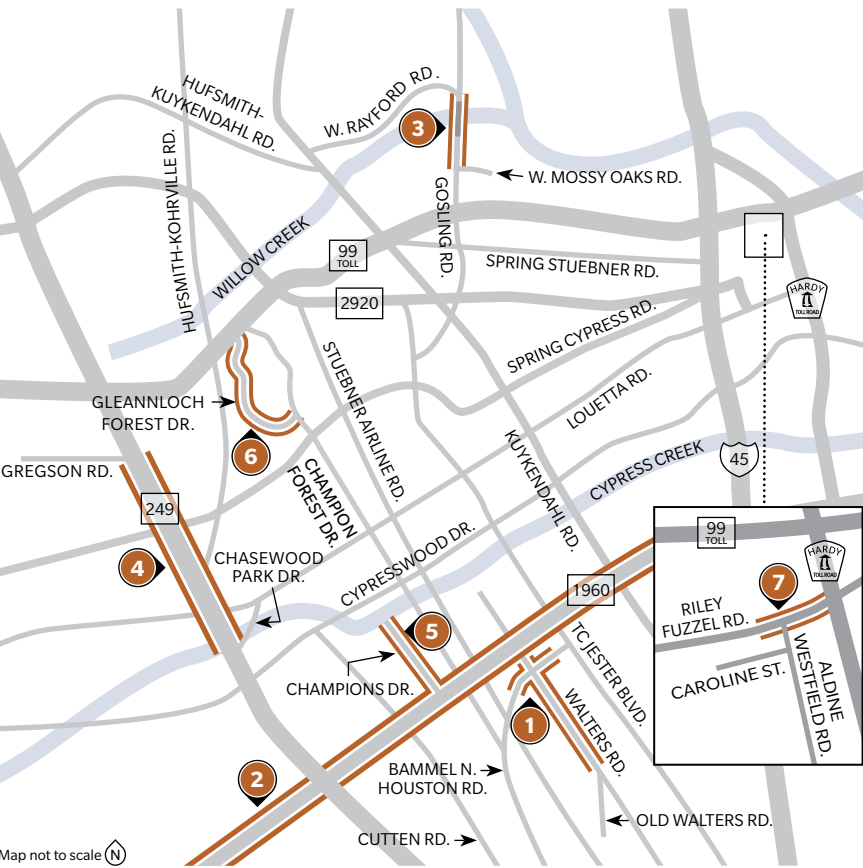 HUFSMITH-
KUYKENDAHL RD.
W. RAYFORD RD.
3
W. MOSSY OAKS RD.
HUFSMITH-KOHRVILLE RD.
WILLOW CREEK
GOSLING RD.
99
TOLL
SPRING STUEBNER RD.
2920
HARDY
TOLL ROAD
SPRING CYPRESS RD.
STUEBNER AIRLINE RD.
LOUETTA RD.
GLEANNLOCH
FOREST DR.
6
KUYKENDAHL RD.
CYPRESS CREEK
45
GREGSON RD.
CHAMPION
FOREST DR.
249
4
CHASEWOOD
PARK DR.
CYPRESSWOOD DR.
1960
99
TOLL
HARDY
TOLL ROAD
7
RILEY
FUZZEL RD.
CAROLINE ST.
ALDINE
WESTFIELD RD.
5
CHAMPIONS DR.
TC JESTER BLVD.
WALTERS RD.
1
2
BAMMEL N.
HOUSTON RD.
OLD WALTERS RD.
CUTTEN RD.
Map not to scale N